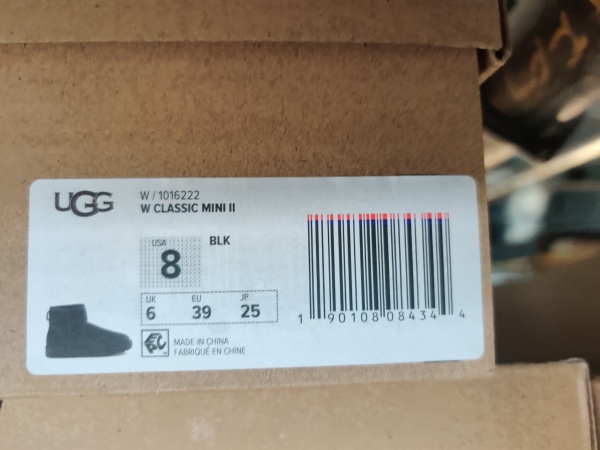 UGG
W / 1016222
W CLASSIC MINI II
USA
8
BLK
UK EU JP
6 39 25
MADE IN CHINA
FABRIQUÉ EN CHINE
1 90108 08434 4